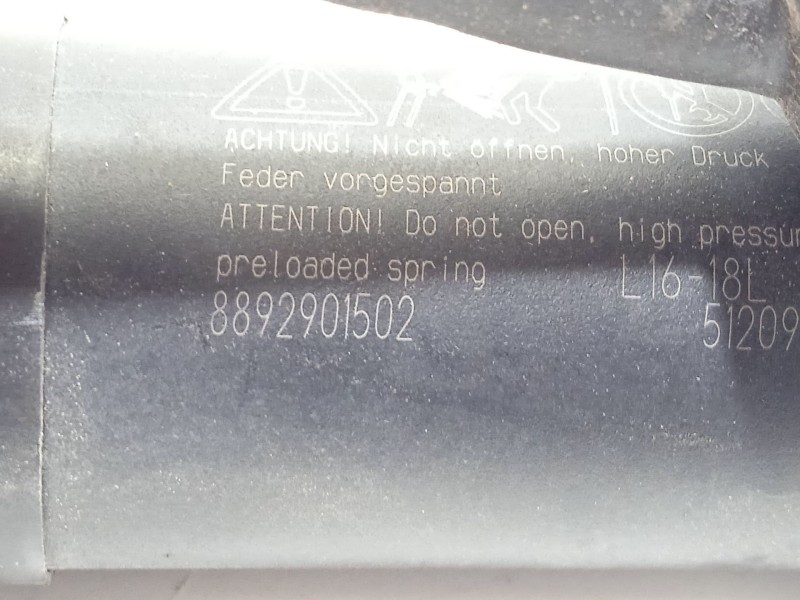 ACHTUNG! Nicht öffnen, hoher Druck
Feder vorgespannt
ATTENTION! Do not open, high pressur
preloaded spring L16-18L
8892901502 51209